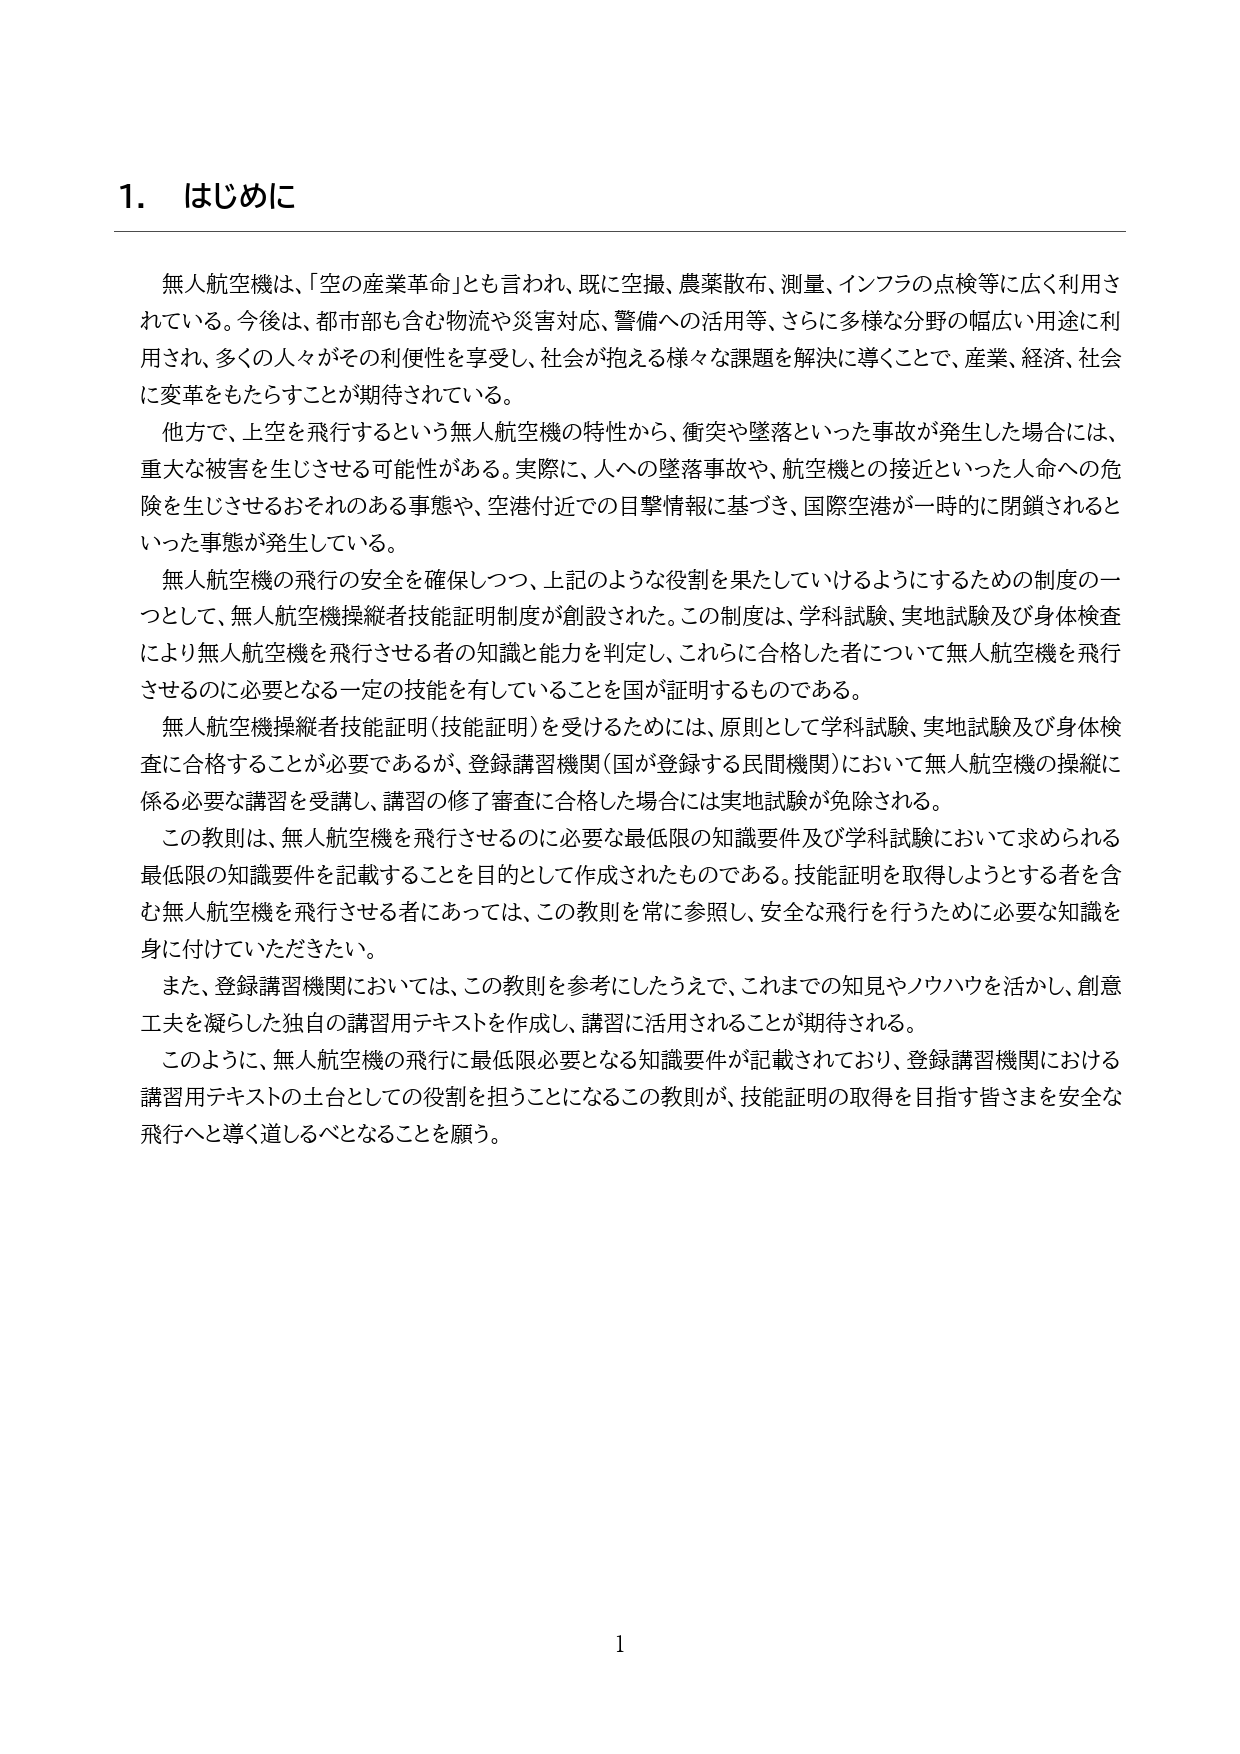 1.　はじめに
　無人航空機は、「空の産業革命」とも言われ、既に空撮、農薬散布、測量、インフラの点検等に広く利用さ
れている。今後は、都市部も含む物流や災害対応、警備への活用等、さらに多様な分野の幅広い用途に利
用され、多くの人々がその利便性を享受し、社会が抱える様々な課題を解決に導くことで、産業、経済、社会
に変革をもたらすことが期待されている。
　他方で、上空を飛行するという無人航空機の特性から、衝突や墜落といった事故が発生した場合には、
重大な被害を生じさせる可能性がある。実際に、人への墜落事故や、航空機との接近といった人命への危
険を生じさせるおそれのある事態や、空港付近での目撃情報に基づき、国際空港が一時的に閉鎖されると
いった事態が発生している。
　無人航空機の飛行の安全を確保しつつ、上記のような役割を果たしていけるようにするための制度の一
つとして、無人航空機操縦者技能証明制度が創設された。この制度は、学科試験、実地試験及び身体検査
により無人航空機を飛行させる者の知識と能力を判定し、これらに合格した者について無人航空機を飛行
させるのに必要となる一定の技能を有していることを国が証明するものである。
　無人航空機操縦者技能証明（技能証明）を受けるためには、原則として学科試験、実地試験及び身体検
査に合格することが必要であるが、登録講習機関（国が登録する民間機関）において無人航空機の操縦に
係る必要な講習を受講し、講習の修了審査に合格した場合には実地試験が免除される。
　この教則は、無人航空機を飛行させるのに必要な最低限の知識要件及び学科試験において求められる
最低限の知識要件を記載することを目的として作成されたものである。技能証明を取得しようとする者を含
む無人航空機を飛行させる者にあっては、この教則を常に参照し、安全な飛行を行うために必要な知識を
身に付けていただきたい。
　また、登録講習機関においては、この教則を参考にしたうえで、これまでの知見やノウハウを活かし、創意
工夫を凝らした独自の講習用テキストを作成し、講習に活用されることが期待される。
　このように、無人航空機の飛行に最低限必要となる知識要件が記載されており、登録講習機関における
講習用テキストの土台としての役割を担うことになるこの教則が、技能証明の取得を目指す皆さまを安全な
飛行へと導く道しるべとなることを願う。
1